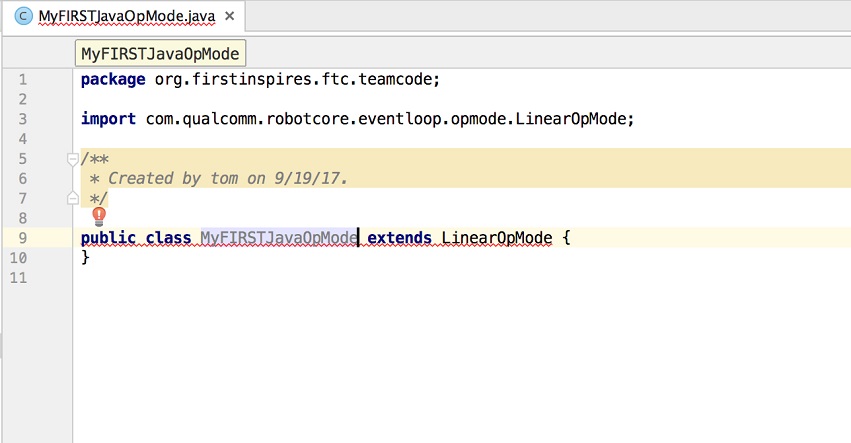 MyFIRSTJavaOpMode.java
MyFIRSTJavaOpMode
1 package org.firstinspires.ftc.teamcode;
2
3 import com.qualcomm.robotcore.eventloop.opmode.LinearOpMode;
4
5 /**
6 * Created by tom on 9/19/17.
7 */
8
9 public class MyFIRSTJavaOpMode extends LinearOpMode {
10 }
11